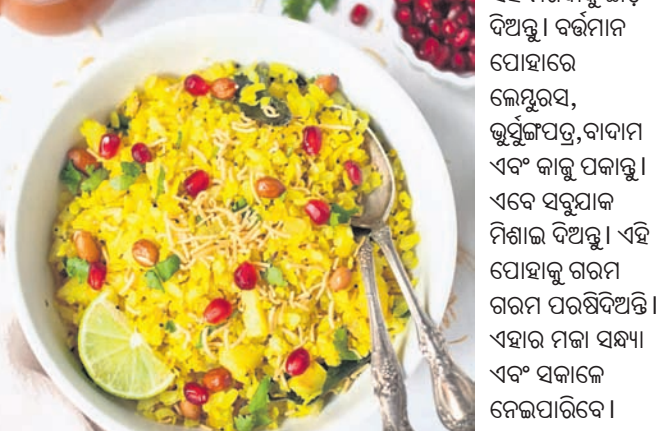 ଦିଅନ୍ତୁ। ବର୍ତ୍ତମାନ
ପୋହାରେ
ଲେମ୍ବୁରସ,
ଭୁର୍ସୁଙ୍ଗପତ୍ର,ବାଦାମ
ଏବଂ କାଜୁ ପକାନ୍ତୁ।
ଏବେ ସବୁଯାକ
ମିଶାଇ ଦିଅନ୍ତୁ। ଏହି
ପୋହାକୁ ଗରମ
ଗରମ ପରଷିଦିଅନ୍ତି।
ଏହାର ମଜା ସନ୍ଧ୍ୟା
ଏବଂ ସକାଳେ
ନେଇପାରିବେ।